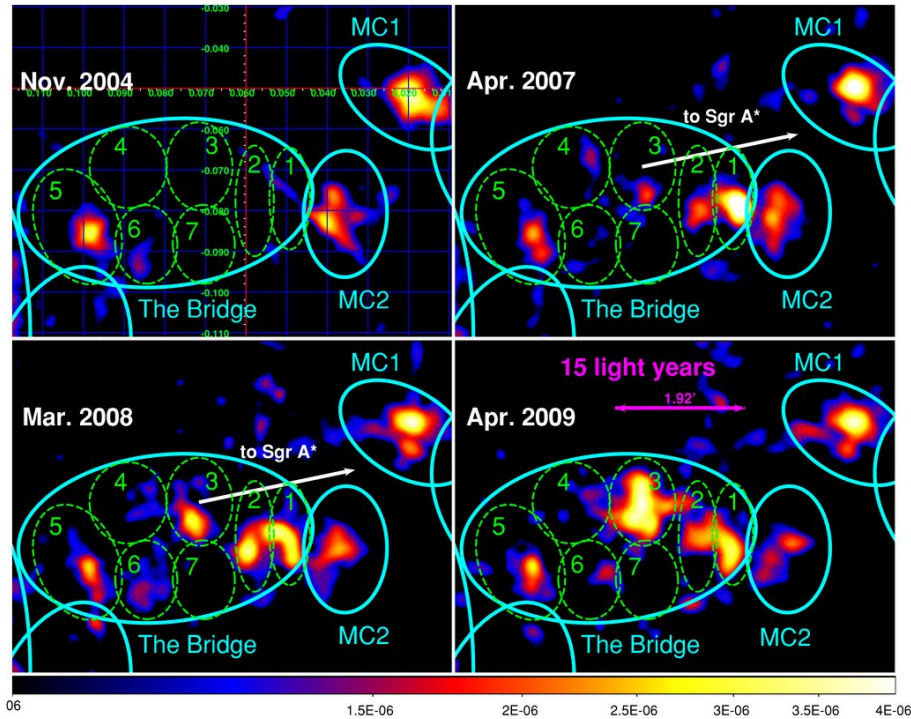 MC1
Nov. 2004
-0.030
-0.040
0.110
0.100
0.090
0.080
0.070
0.060
0.050
0.040
0.030
-0.060
-0.070
-0.080
-0.090
-0.100
-0.110
4
3
2
1
5
6
7
The Bridge
MC2
MC1
Apr. 2007
to Sgr A*
4
3
2
1
5
6
7
The Bridge
MC2
MC1
Mar. 2008
to Sgr A*
4
3
2
1
5
6
7
The Bridge
MC2
15 light years
1.92'
MC1
Apr. 2009
4
3
2
1
5
6
7
The Bridge
MC2
06 1.5E-06 2E-06 2.5E-06 3E-06 3.5E-06 4E-06